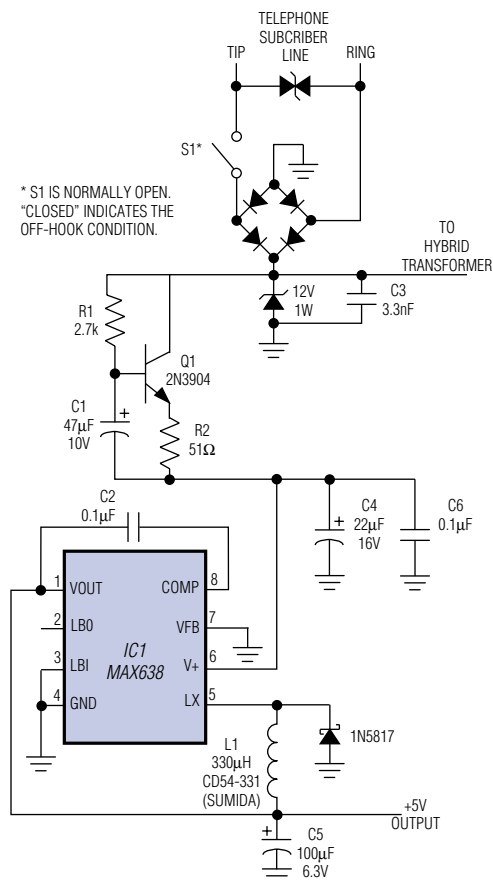 TELEPHONE
SUBCRIBER
LINE
TIP
RING
S1*
* S1 IS NORMALLY OPEN.
"CLOSED" INDICATES THE
OFF-HOOK CONDITION.
TO
HYBRID
TRANSFORMER
12V
1W
C3
3.3nF
R1
2.7k
Q1
2N3904
C1
47µF
10V
+
R2
51Ω
C2
0.1µF
+
C4
22µF
16V
C6
0.1µF
1
VOUT
COMP
8
2
LB0
VFB
7
IC1
MAX638
3
LBI
V+
6
4
GND
LX
5
L1
330µH
CD54-331
(SUMIDA)
1N5817
+5V
OUTPUT
+
C5
100µF
6.3V